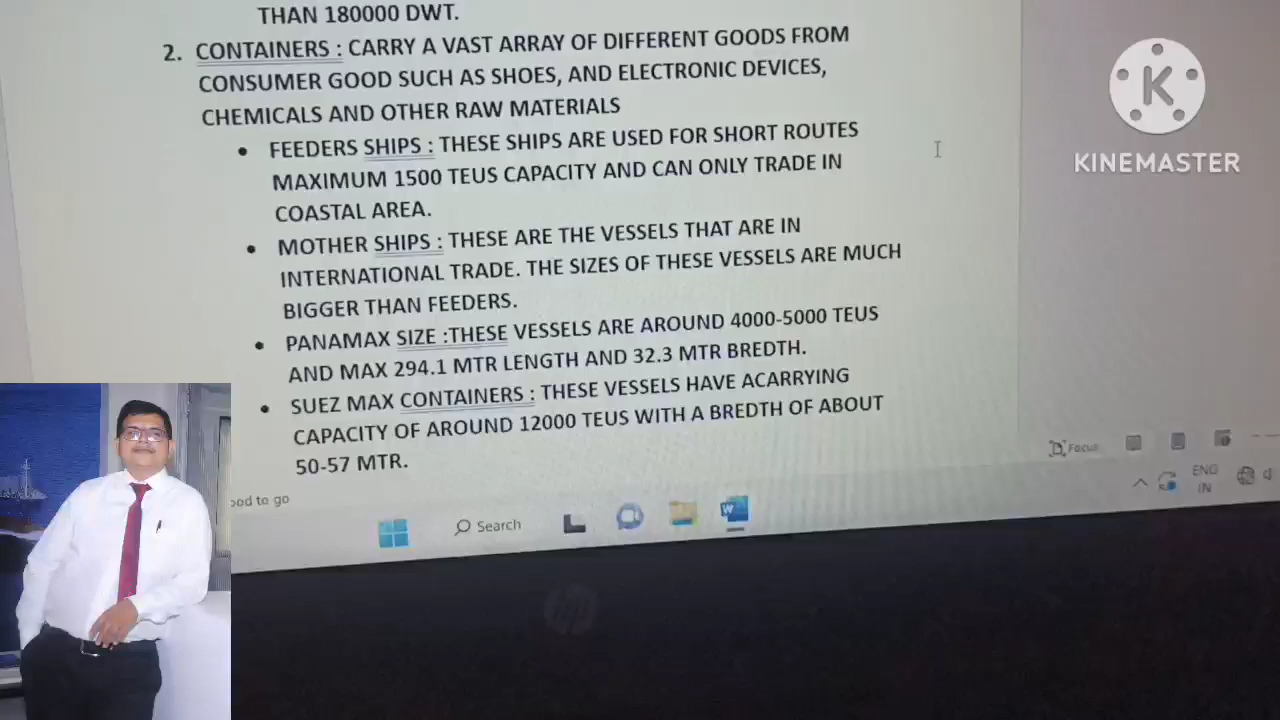 THAN 180000 DWT.
2. CONTAINERS : CARRY A VAST ARRAY OF DIFFERENT GOODS FROM
CONSUMER GOOD SUCH AS SHOES, AND ELECTRONIC DEVICES,
CHEMICALS AND OTHER RAW MATERIALS
• FEEDERS SHIPS : THESE SHIPS ARE USED FOR SHORT ROUTES
MAXIMUM 1500 TEUS CAPACITY AND CAN ONLY TRADE IN
COASTAL AREA.
• MOTHER SHIPS : THESE ARE THE VESSELS THAT ARE IN
INTERNATIONAL TRADE. THE SIZES OF THESE VESSELS ARE MUCH
BIGGER THAN FEEDERS.
• PANAMAX SIZE :THESE VESSELS ARE AROUND 4000-5000 TEUS
AND MAX 294.1 MTR LENGTH AND 32.3 MTR BREDTH.
• SUEZ MAX CONTAINERS : THESE VESSELS HAVE ACARRYING
CAPACITY OF AROUND 12000 TEUS WITH A BREDTH OF ABOUT
50-57 MTR.
K
KINEMASTER
Focus
ood to go
Search
W
ENG
IN
hp